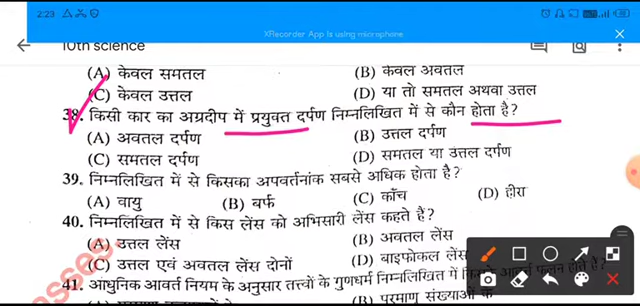 2:23
XRecorder App is using microphone
10th science
(A) केवल समतल (B) केवल अवतल
(C) केवल उत्तल (D) या तो समतल अथवा उत्तल
38. किसी कार का अग्रदीप में प्रयुक्त दर्पण निम्नलिखित में से कौन होता है?
(A) अवतल दर्पण (B) उत्तल दर्पण
(C) समतल दर्पण (D) समतल या उत्तल दर्पण
39. निम्नलिखित में से किसका अपवर्तनांक सबसे अधिक होता है?
(A) वायु (B) बर्फ (C) काँच (D) हीरा
40. निम्नलिखित में से किस लेंस को अभिसारी लेंस कहते हैं?
(A) उत्तल लेंस (B) अवतल लेंस
(C) उत्तल एवं अवतल लेंस दोनों (D) बाइफोकल लेंस
41. आधुनिक आवर्त नियम के अनुसार तत्त्वों के गुणधर्म निम्नलिखित में फलन होते हैं?
(B) परमाणु संख्याओं के